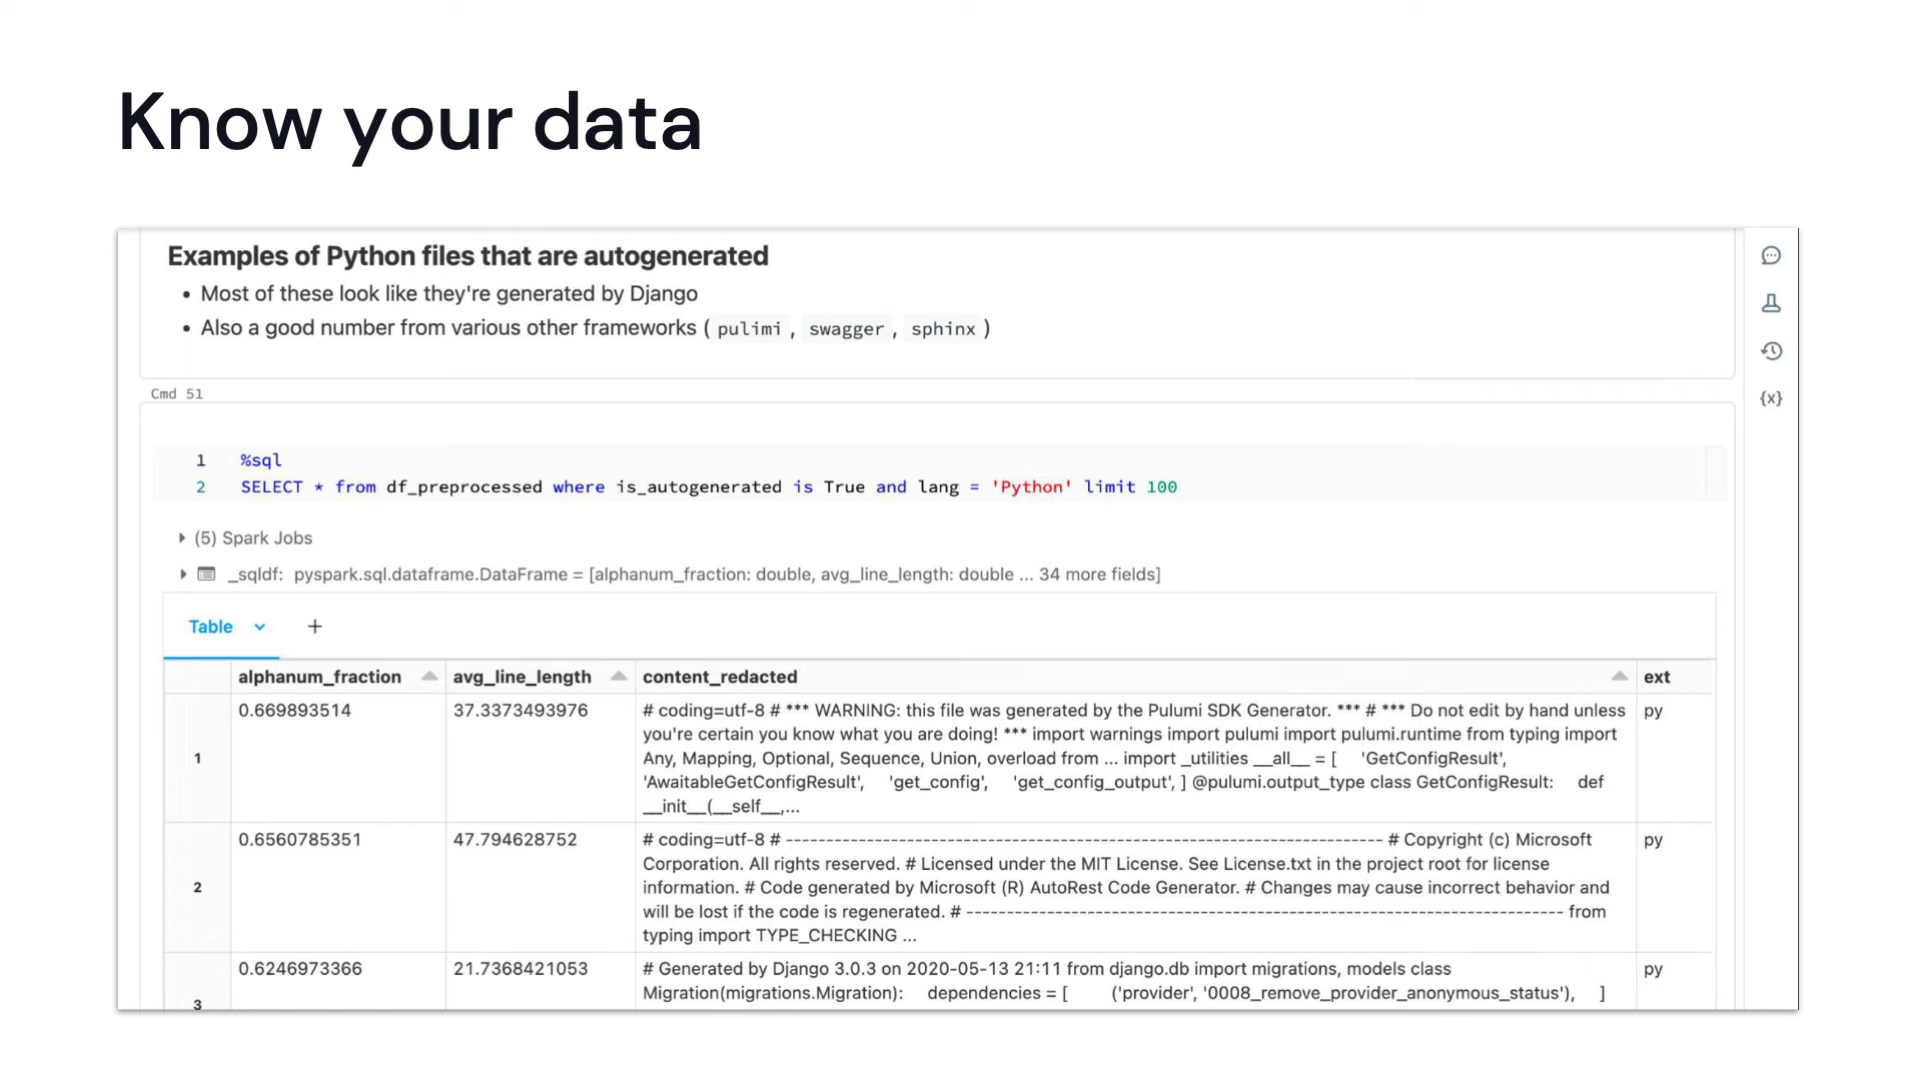 Know your data
Examples of Python files that are autogenerated
• Most of these look like they're generated by Django
• Also a good number from various other frameworks ( pulimi , swagger , sphinx )
Cmd 51
{x}
1 %sql
2 SELECT * from df_preprocessed where is_autogenerated is True and lang = 'Python' limit 100
(5) Spark Jobs
_sqldf: pyspark.sql.dataframe.DataFrame = [alphanum_fraction: double, avg_line_length: double ... 34 more fields]
Table +
alphanum_fraction avg_line_length content_redacted ext
0.669893514 37.3373493976 # coding=utf-8 # *** WARNING: this file was generated by the Pulumi SDK Generator. *** # *** Do not edit by hand unless py
you're certain you know what you are doing! *** import warnings import pulumi import pulumi.runtime from typing import
1 Any, Mapping, Optional, Sequence, Union, overload from ... import _utilities __all__ = [ 'GetConfigResult',
'AwaitableGetConfigResult', 'get_config', 'get_config_output', ] @pulumi.output_type class GetConfigResult: def
__init__(__self__,...
0.6560785351 47.794628752 # coding=utf-8 # -------------------------------------------------------------------------- # Copyright (c) Microsoft py
Corporation. All rights reserved. # Licensed under the MIT License. See License.txt in the project root for license
2 information. # Code generated by Microsoft (R) AutoRest Code Generator. # Changes may cause incorrect behavior and
will be lost if the code is regenerated. # -------------------------------------------------------------------------- from
typing import TYPE_CHECKING ...
0.6246973366 21.7368421053 # Generated by Django 3.0.3 on 2020-05-13 21:11 from django.db import migrations, models class py
3 Migration(migrations.Migration): dependencies = [ ('provider', '0008_remove_provider_anonymous_status'), ]